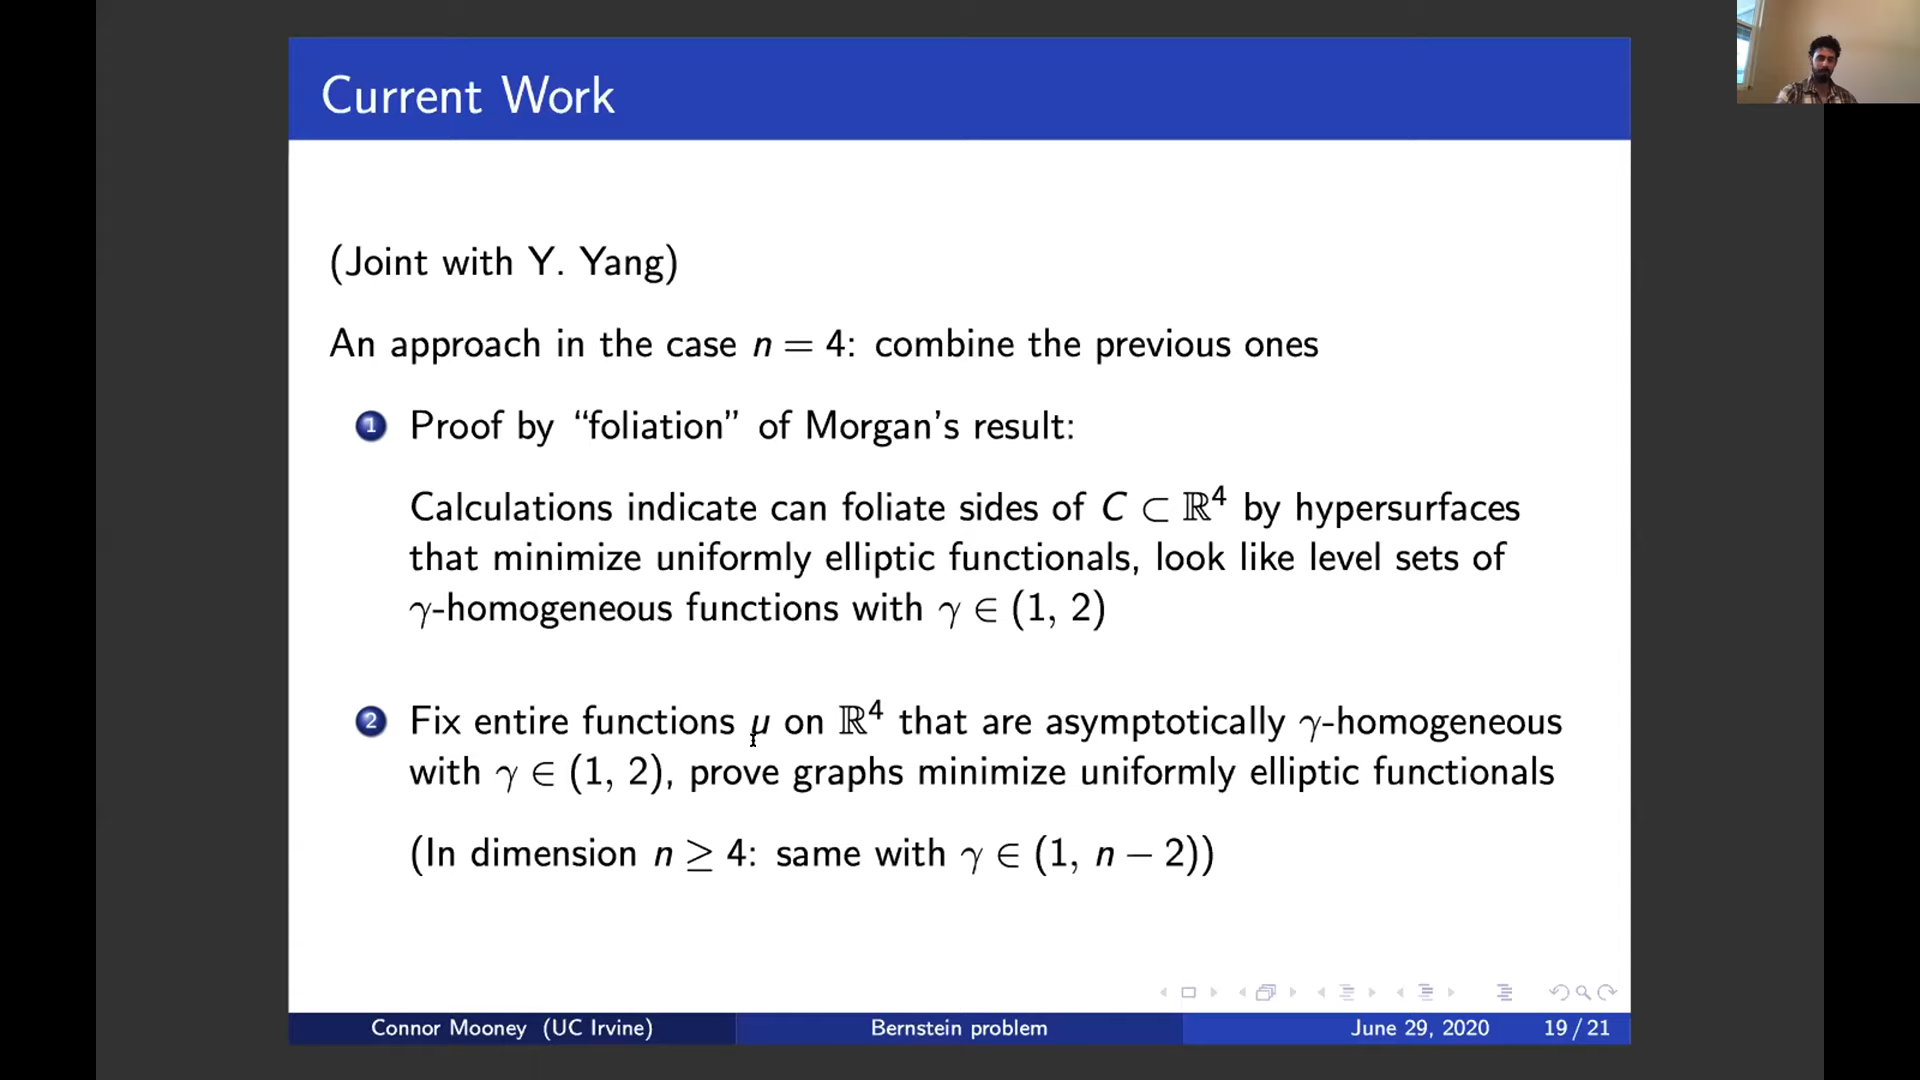 Current Work
(Joint with Y. Yang)
An approach in the case n = 4: combine the previous ones
1 Proof by “foliation” of Morgan’s result:
Calculations indicate can foliate sides of C ⊂ ℝ⁴ by hypersurfaces
that minimize uniformly elliptic functionals, look like level sets of
γ-homogeneous functions with γ ∈ (1, 2)
2 Fix entire functions u on ℝ⁴ that are asymptotically γ-homogeneous
with γ ∈ (1, 2), prove graphs minimize uniformly elliptic functionals
(In dimension n ≥ 4: same with γ ∈ (1, n − 2))
Connor Mooney (UC Irvine) Bernstein problem June 29, 2020 19 / 21